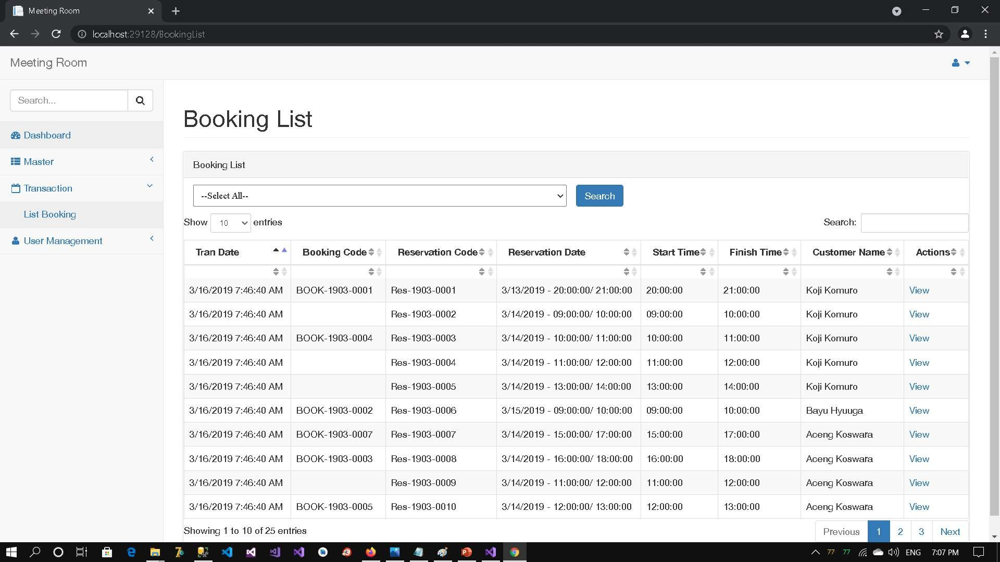 Meeting Room
localhost:29128/BookingList
Meeting Room
Search...
Dashboard
Master
Transaction
List Booking
User Management
Booking List
Booking List
--Select All-- Search
Show 10 entries Search:
Tran Date Booking Code Reservation Code Reservation Date Start Time Finish Time Customer Name Actions
3/16/2019 7:46:40 AM BOOK-1903-0001 Res-1903-0001 3/13/2019 - 20:00:00/ 21:00:00 20:00:00 21:00:00 Koji Komuro View
3/16/2019 7:46:40 AM Res-1903-0002 3/14/2019 - 09:00:00/ 10:00:00 09:00:00 10:00:00 Koji Komuro View
3/16/2019 7:46:40 AM BOOK-1903-0004 Res-1903-0003 3/14/2019 - 10:00:00/ 11:00:00 10:00:00 11:00:00 Koji Komuro View
3/16/2019 7:46:40 AM Res-1903-0004 3/14/2019 - 11:00:00/ 12:00:00 11:00:00 12:00:00 Koji Komuro View
3/16/2019 7:46:40 AM Res-1903-0005 3/14/2019 - 13:00:00/ 14:00:00 13:00:00 14:00:00 Koji Komuro View
3/16/2019 7:46:40 AM BOOK-1903-0002 Res-1903-0006 3/15/2019 - 09:00:00/ 10:00:00 09:00:00 10:00:00 Bayu Hyuuga View
3/16/2019 7:46:40 AM BOOK-1903-0007 Res-1903-0007 3/14/2019 - 15:00:00/ 17:00:00 15:00:00 17:00:00 Aceng Koswara View
3/16/2019 7:46:40 AM BOOK-1903-0003 Res-1903-0008 3/14/2019 - 16:00:00/ 18:00:00 16:00:00 18:00:00 Aceng Koswara View
3/16/2019 7:46:40 AM Res-1903-0009 3/14/2019 - 11:00:00/ 12:00:00 11:00:00 12:00:00 Aceng Koswara View
3/16/2019 7:46:40 AM BOOK-1903-0005 Res-1903-0010 3/14/2019 - 12:00:00/ 13:00:00 12:00:00 13:00:00 Aceng Koswara View
Showing 1 to 10 of 25 entries Previous 1 2 3 Next
77 77 ENG 7:07 PM